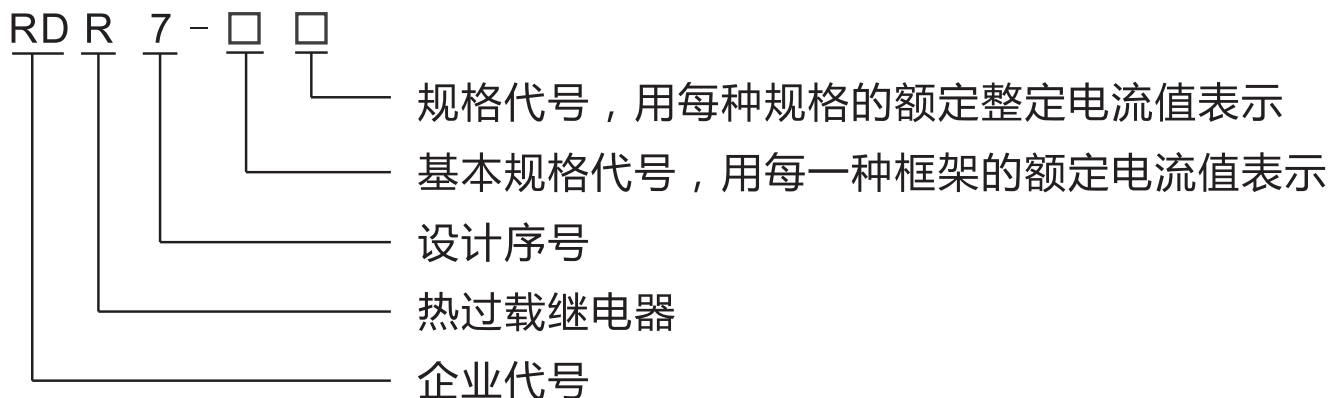 RD R 7 - □ □
规格代号，用每种规格的额定整定电流值表示
基本规格代号，用每一种框架的额定电流值表示
设计序号
热过载继电器
企业代号